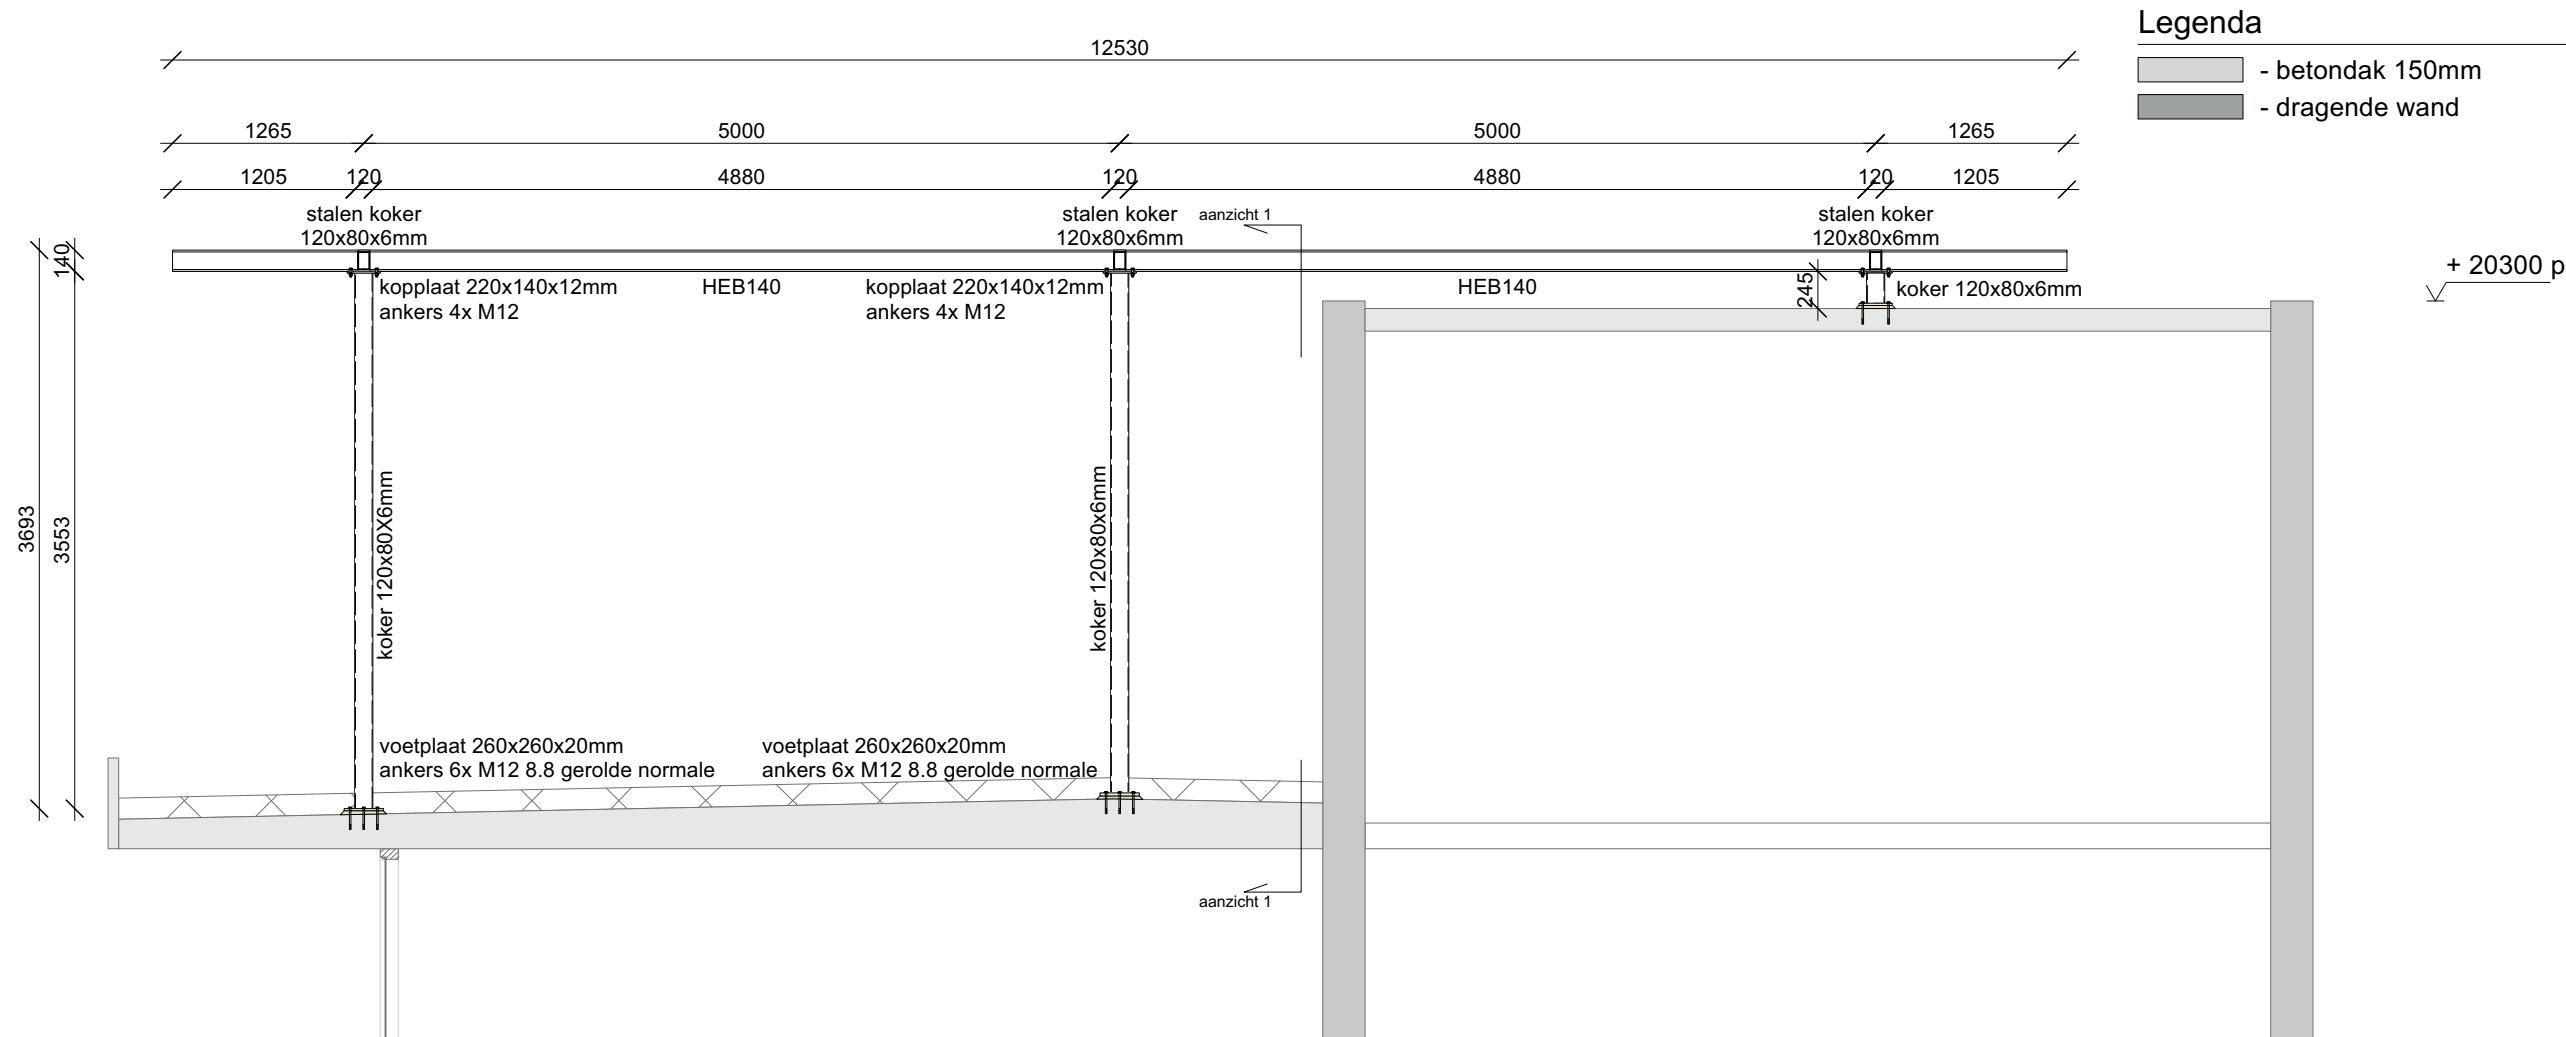 Legenda
- betondak 150mm
- dragende wand
12530
1265
5000
5000
1265
1205
120
4880
120
4880
120
1205
stalen koker
120x80x6mm
stalen koker
120x80x6mm
aanzicht 1
stalen koker
120x80x6mm
140
3693
3553
kopplaat 220x140x12mm
ankers 4x M12
HEB140
kopplaat 220x140x12mm
ankers 4x M12
HEB140
245
koker 120x80x6mm
+ 20300 p
koker 120x80X6mm
koker 120x80x6mm
voetplaat 260x260x20mm
ankers 6x M12 8.8 gerolde normale
voetplaat 260x260x20mm
ankers 6x M12 8.8 gerolde normale
aanzicht 1